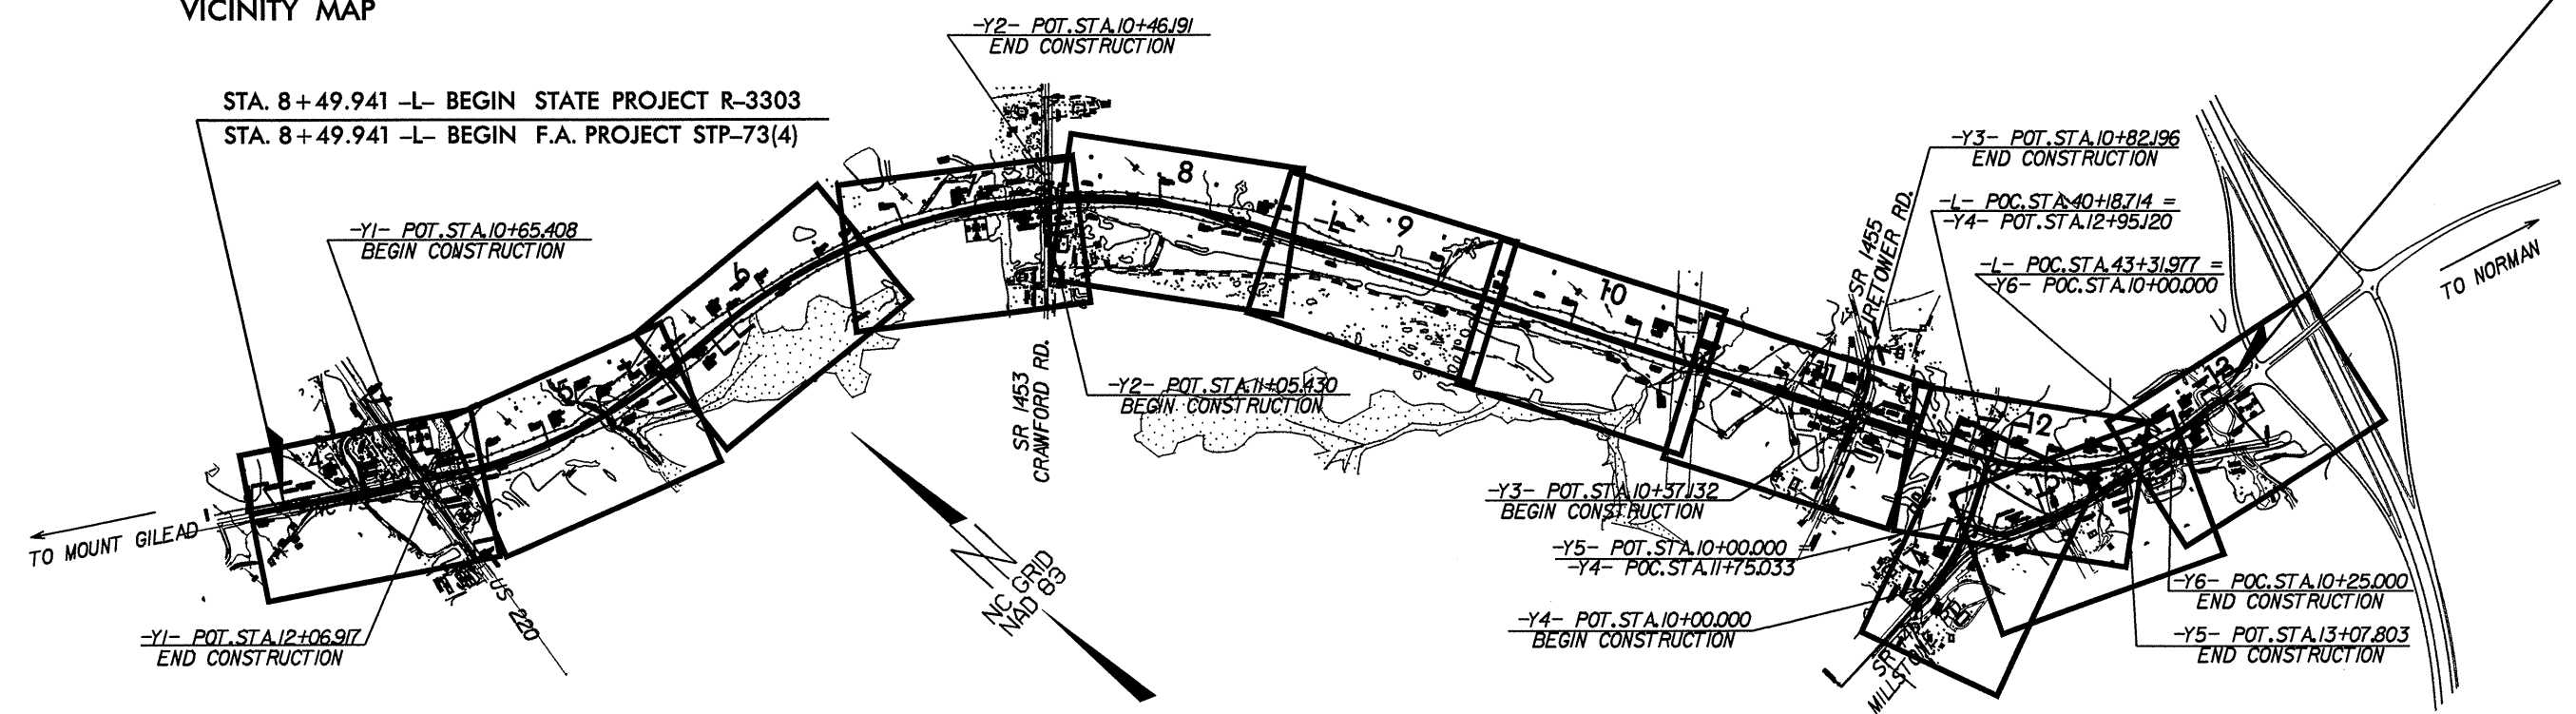 VICINITY MAP
-Y2- POT.STA.10+46.191
END CONSTRUCTION
STA. 8+49.941 -L- BEGIN STATE PROJECT R-3303
STA. 8+49.941 -L- BEGIN F.A. PROJECT STP-73(4)
-Y1- POT.STA.10+65.408
BEGIN CONSTRUCTION
-Y3- POT.STA.10+82.196
END CONSTRUCTION
-L- POC.STA.40+18.714 =
-Y4- POT.STA.12+95.120
-L- POC.STA.43+31.977 =
-Y6- POC.STA.10+00.000
SR 1455
FIRETOWER RD.
TO NORMAN
4
5
6
8
9
-L-
10
11
12
13
SR 1453
CRAWFORD RD.
-Y2- POT.STA.11+05.430
BEGIN CONSTRUCTION
-Y3- POT.STA.10+37.132
BEGIN CONSTRUCTION
-Y5- POT.STA.10+00.000 =
-Y4- POC.STA.11+75.033
-Y4- POT.STA.10+00.000
BEGIN CONSTRUCTION
TO MOUNT GILEAD
US 220
NC GRID
NAD 83
-Y1- POT.STA.12+06.917
END CONSTRUCTION
-Y6- POC.STA.10+25.000
END CONSTRUCTION
-Y5- POT.STA.13+07.803
END CONSTRUCTION
SR